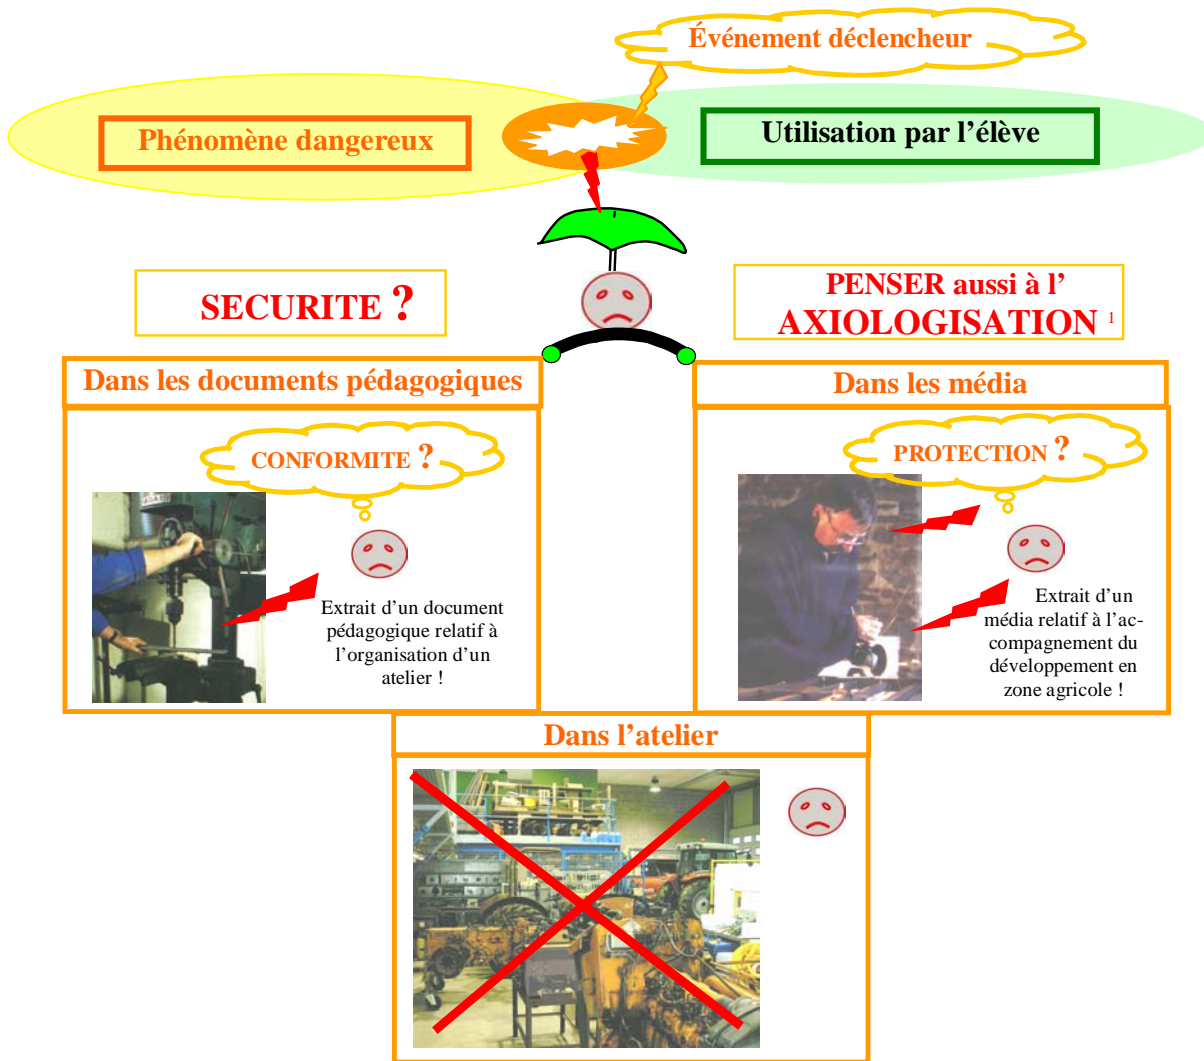 Événement déclencheur
Phénomène dangereux
Utilisation par l'élève
SECURITE ?
PENSER aussi à l'
AXIOLOGISATION 1
Dans les documents pédagogiques
CONFORMITE ?
Extrait d'un document
pédagogique relatif à
l'organisation d'un
atelier !
Dans les média
PROTECTION ?
Extrait d'un
média relatif à l'ac-
compagnement du
développement en
zone agricole !
Dans l'atelier